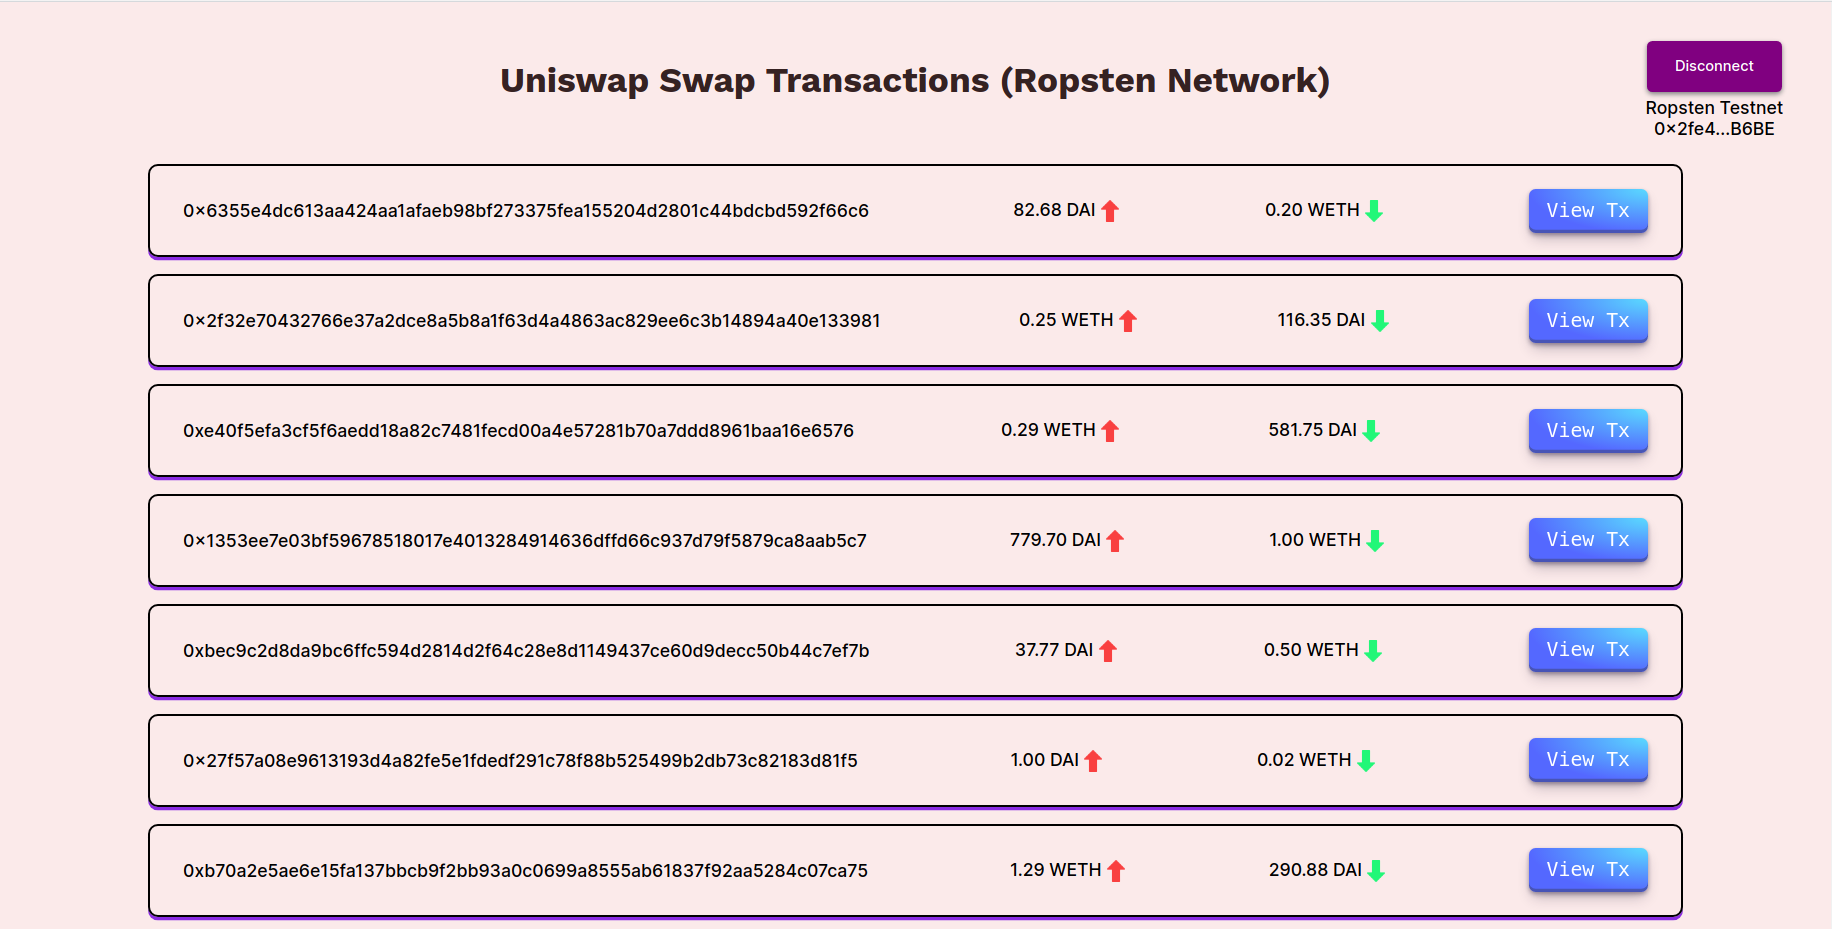 Uniswap Swap Transactions (Ropsten Network)
Disconnect
Ropsten Testnet
0x2fe4...B6BE
0x6355e4dc613aa424aa1afaeb98bf273375fea155204d2801c44bdcbd592f66c6 82.68 DAI 0.20 WETH View Tx
0x2f32e70432766e37a2dce8a5b8a1f63d4a4863ac829ee6c3b14894a40e133981 0.25 WETH 116.35 DAI View Tx
0xe40f5efa3cf5f6aedd18a82c7481fecd00a4e57281b70a7ddd8961baa16e6576 0.29 WETH 581.75 DAI View Tx
0x1353ee7e03bf59678518017e4013284914636dffd66c937d79f5879ca8aab5c7 779.70 DAI 1.00 WETH View Tx
0xbec9c2d8da9bc6ffc594d2814d2f64c28e8d1149437ce60d9decc50b44c7ef7b 37.77 DAI 0.50 WETH View Tx
0x27f57a08e9613193d4a82fe5e1fdedf291c78f88b525499b2db73c82183d81f5 1.00 DAI 0.02 WETH View Tx
0xb70a2e5ae6e15fa137bbcb9f2bb93a0c0699a8555ab61837f92aa5284c07ca75 1.29 WETH 290.88 DAI View Tx